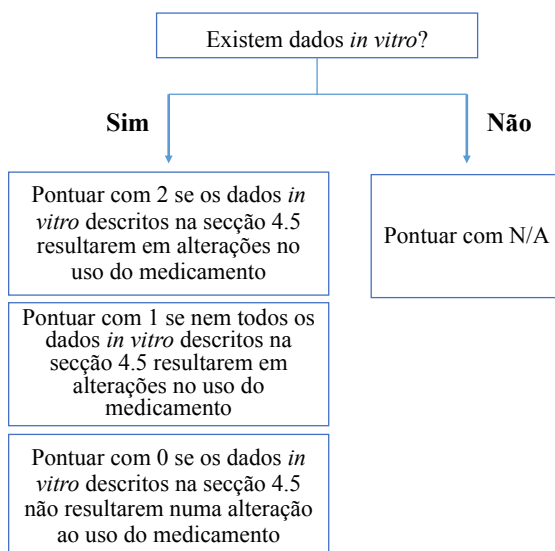 Existem dados in vitro?
Sim
Não
Pontuar com 2 se os dados in
vitro descritos na secção 4.5
resultarem em alterações no
uso do medicamento
Pontuar com N/A
Pontuar com 1 se nem todos os
dados in vitro descritos na
secção 4.5 resultarem em
alterações no uso do
medicamento
Pontuar com 0 se os dados in
vitro descritos na secção 4.5
não resultarem numa alteração
ao uso do medicamento